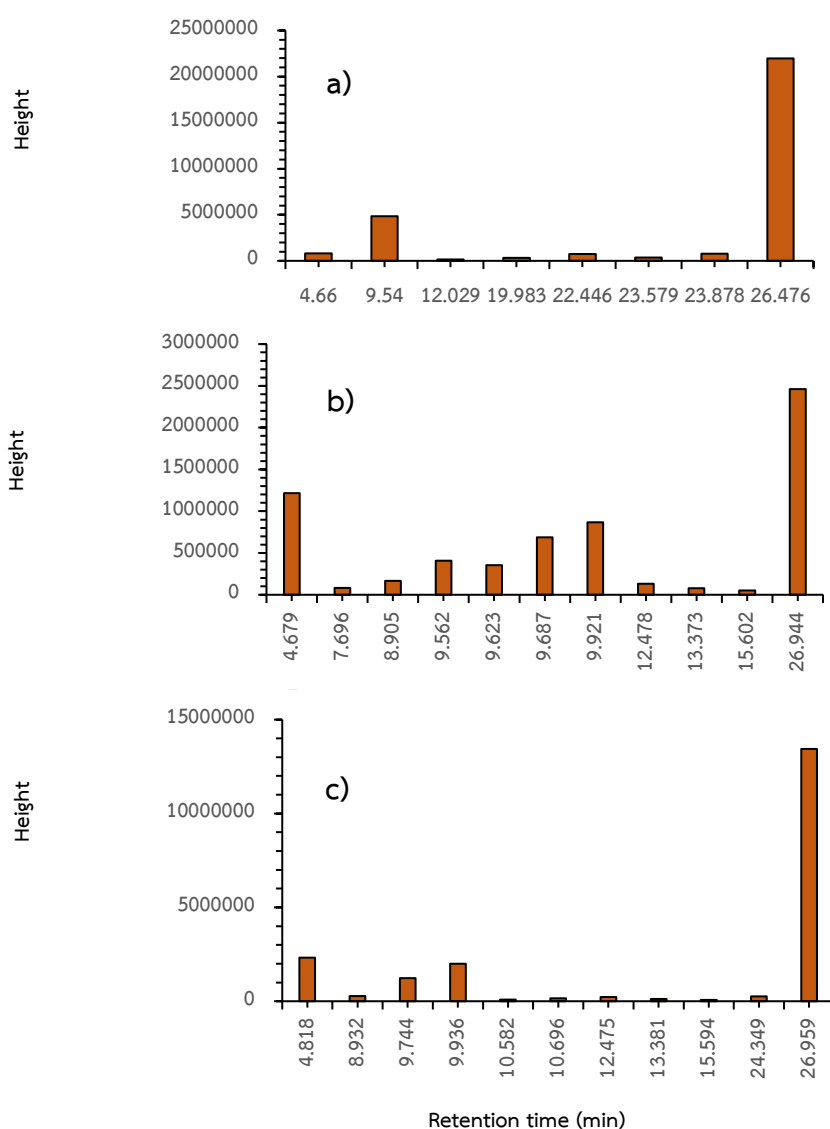 25000000
20000000
15000000
10000000
5000000
0
Height
a)
4.66 9.54 12.029 19.983 22.446 23.579 23.878 26.476
3000000
2500000
2000000
1500000
1000000
500000
0
Height
b)
4.679 7.696 8.905 9.562 9.623 9.687 9.921 12.478 13.373 15.602 26.944
15000000
10000000
5000000
0
Height
c)
4.818 8.932 9.744 9.936 10.582 10.696 12.475 13.381 15.594 24.349 26.959
Retention time (min)